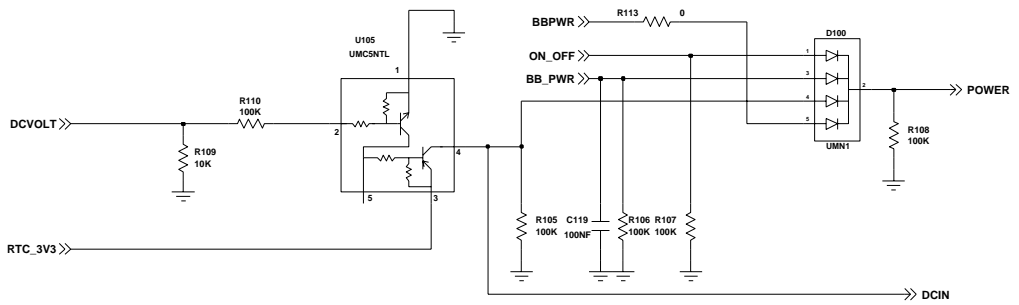 BBPWR
R113
0
D100
U105
UMC5NTL
1
ON_OFF
1
BB_PWR
3
2
POWER
R110
100K
4
DCVOLT
2
5
R108
100K
R109
10K
4
UMN1
5
3
R105
100K
C119
100NF
R106
100K
R107
100K
RTC_3V3
DCIN